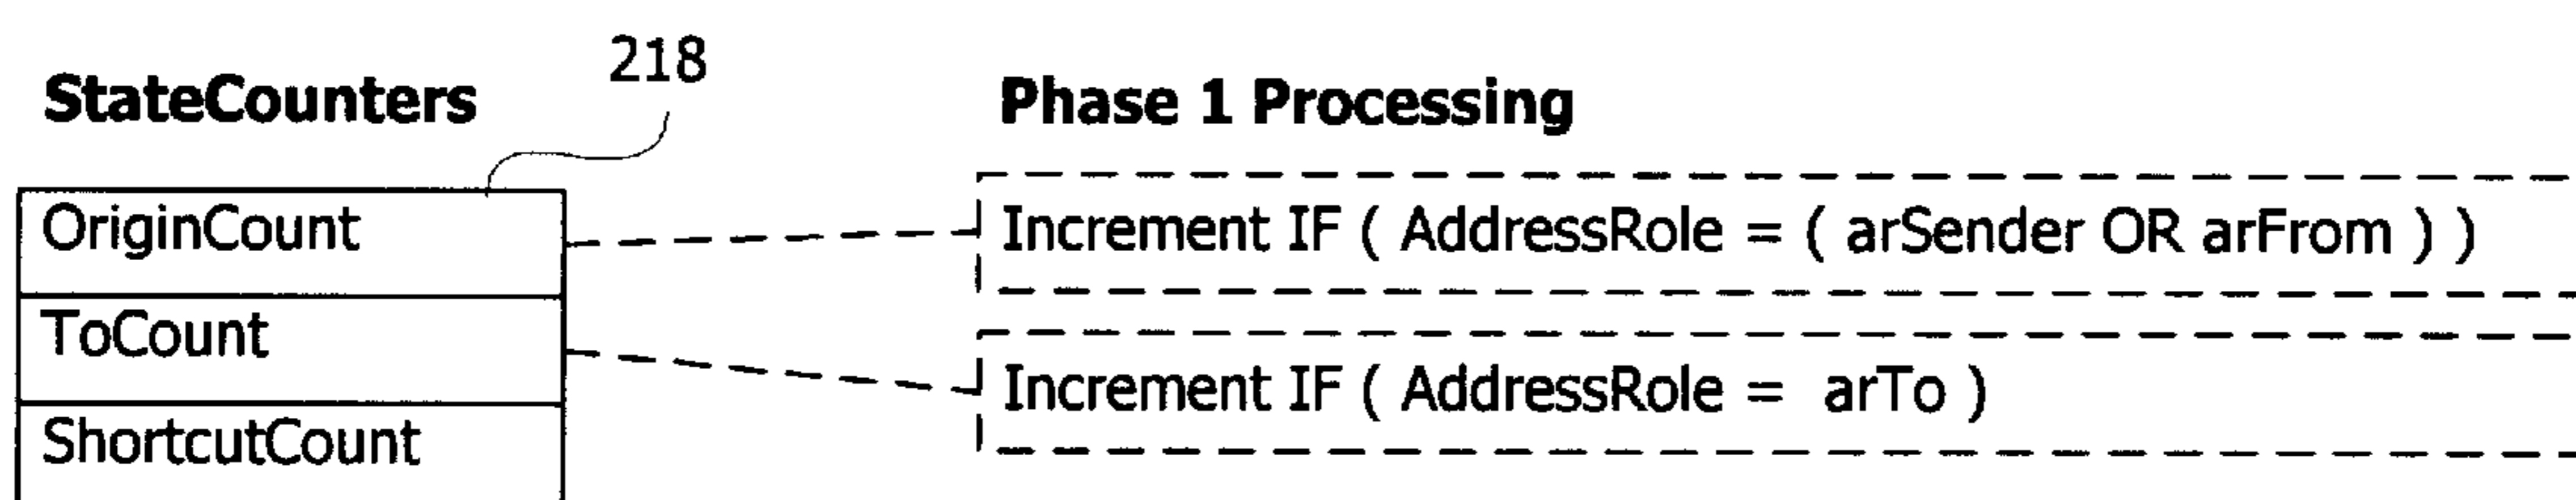 218
StateCounters
Phase 1 Processing
OriginCount
Increment IF ( AddressRole = ( arSender OR arFrom ) )
ToCount
Increment IF ( AddressRole = arTo )
ShortcutCount